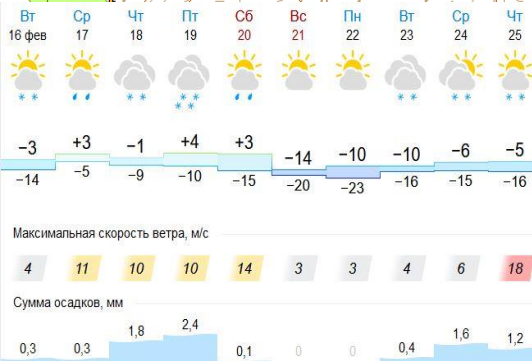 Вт Ср Чт Пт Сб Вс Пн Вт Ср Чт
16 фев 17 18 19 20 21 22 23 24 25
−3 +3 −1 +4 +3 −14 −10 −10 −6 −5
−14 −5 −9 −10 −15 −20 −23 −16 −15 −16
Максимальная скорость ветра, м/с
4 11 10 10 14 3 3 4 6 18
Сумма осадков, мм
0,3 0,3 1,8 2,4 0,1 0 0 0,4 1,6 1,2